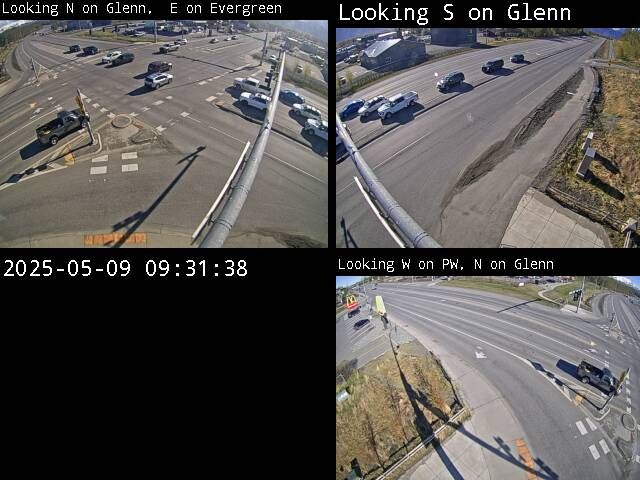 Looking N on Glenn,  E on Evergreen
Looking S on Glenn
2025-05-09 09:31:38
Looking W on PW, N on Glenn